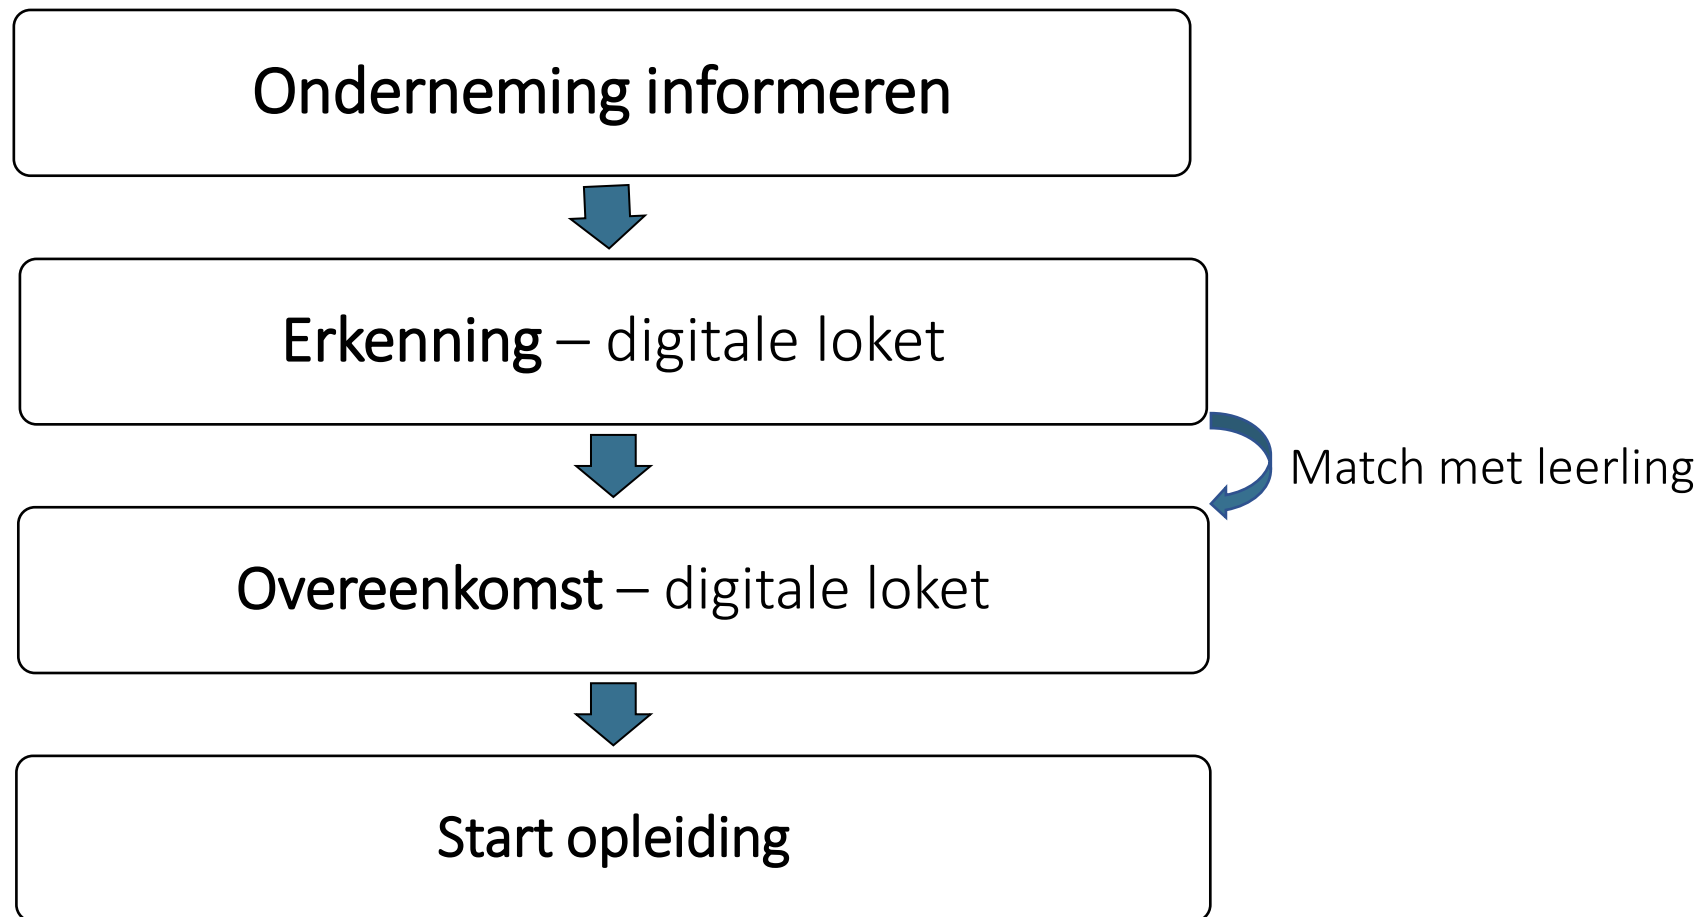 Onderneming informeren
Erkenning – digitale loket
Match met leerling
Overeenkomst – digitale loket
Start opleiding